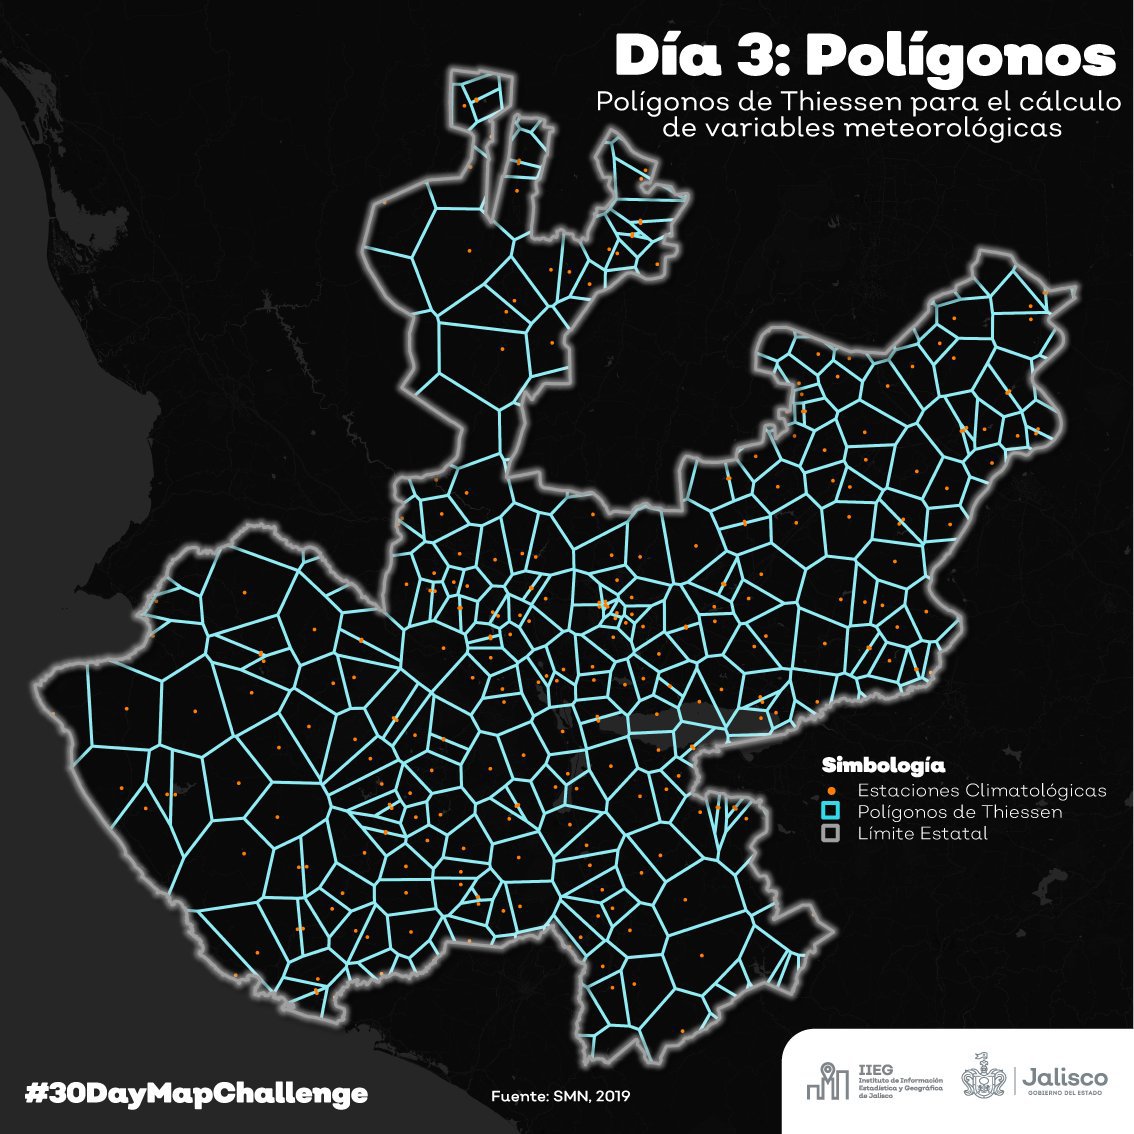 Día 3: Polígonos
Polígonos de Thiessen para el cálculo
de variables meteorológicas
Simbología
Estaciones Climatológicas
Polígonos de Thiessen
Límite Estatal
#30DayMapChallenge
Fuente: SMN, 2019
IIEG
Instituto de Información
Estadística y Geográfica
de Jalisco
Jalisco
GOBIERNO DEL ESTADO